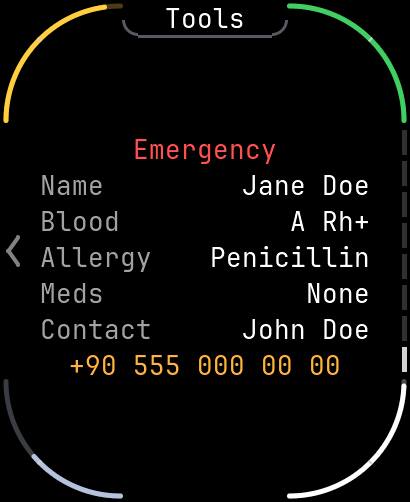 Tools
Emergency
Name Jane Doe
Blood A Rh+
Allergy Penicillin
Meds None
Contact John Doe
+90 555 000 00 00